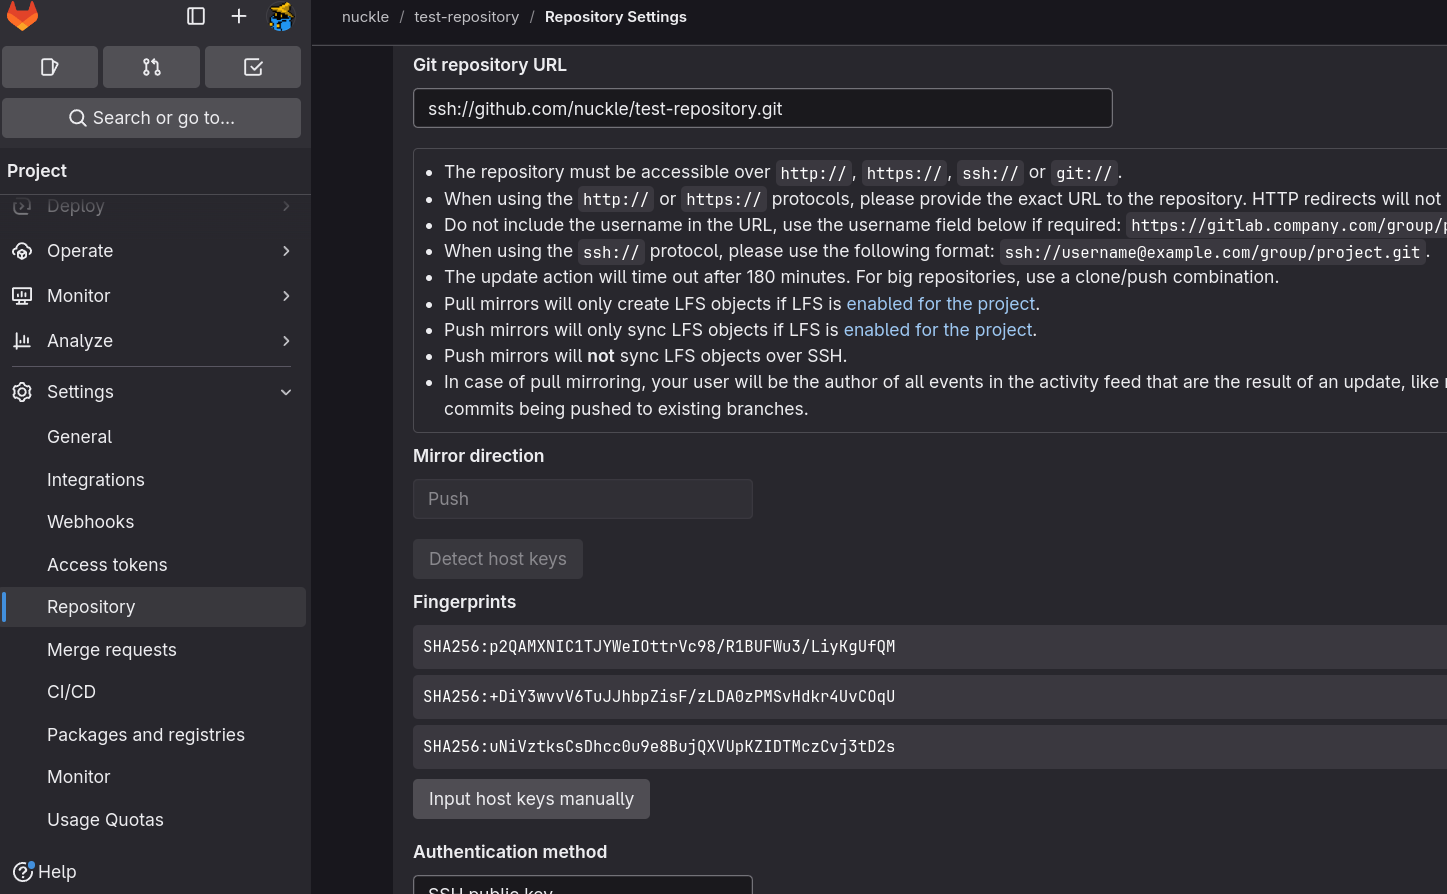 nuckle / test-repository / Repository Settings
Search or go to...
Project
Deploy
Operate
Monitor
Analyze
Settings
General
Integrations
Webhooks
Access tokens
Repository
Merge requests
CI/CD
Packages and registries
Monitor
Usage Quotas
Help
Git repository URL
ssh://github.com/nuckle/test-repository.git
The repository must be accessible over http://, https://, ssh:// or git://.
When using the http:// or https:// protocols, please provide the exact URL to the repository. HTTP redirects will not
Do not include the username in the URL, use the username field below if required: https://gitlab.company.com/group/p
When using the ssh:// protocol, please use the following format: ssh://username@example.com/group/project.git.
The update action will time out after 180 minutes. For big repositories, use a clone/push combination.
Pull mirrors will only create LFS objects if LFS is enabled for the project.
Push mirrors will only sync LFS objects if LFS is enabled for the project.
Push mirrors will not sync LFS objects over SSH.
In case of pull mirroring, your user will be the author of all events in the activity feed that are the result of an update, like
commits being pushed to existing branches.
Mirror direction
Push
Detect host keys
Fingerprints
SHA256:p2QAMXNIC1TJYWeIOttrVc98/R1BUFWu3/LiyKgUfQM
SHA256:+DiY3wvvV6TuJJhbpZisF/zLDA0zPMSvHdkr4UvCOqU
SHA256:uNiVztksCsDhcc0u9e8BujQXVUpKZIDTMczCvj3tD2s
Input host keys manually
Authentication method
SSH public key